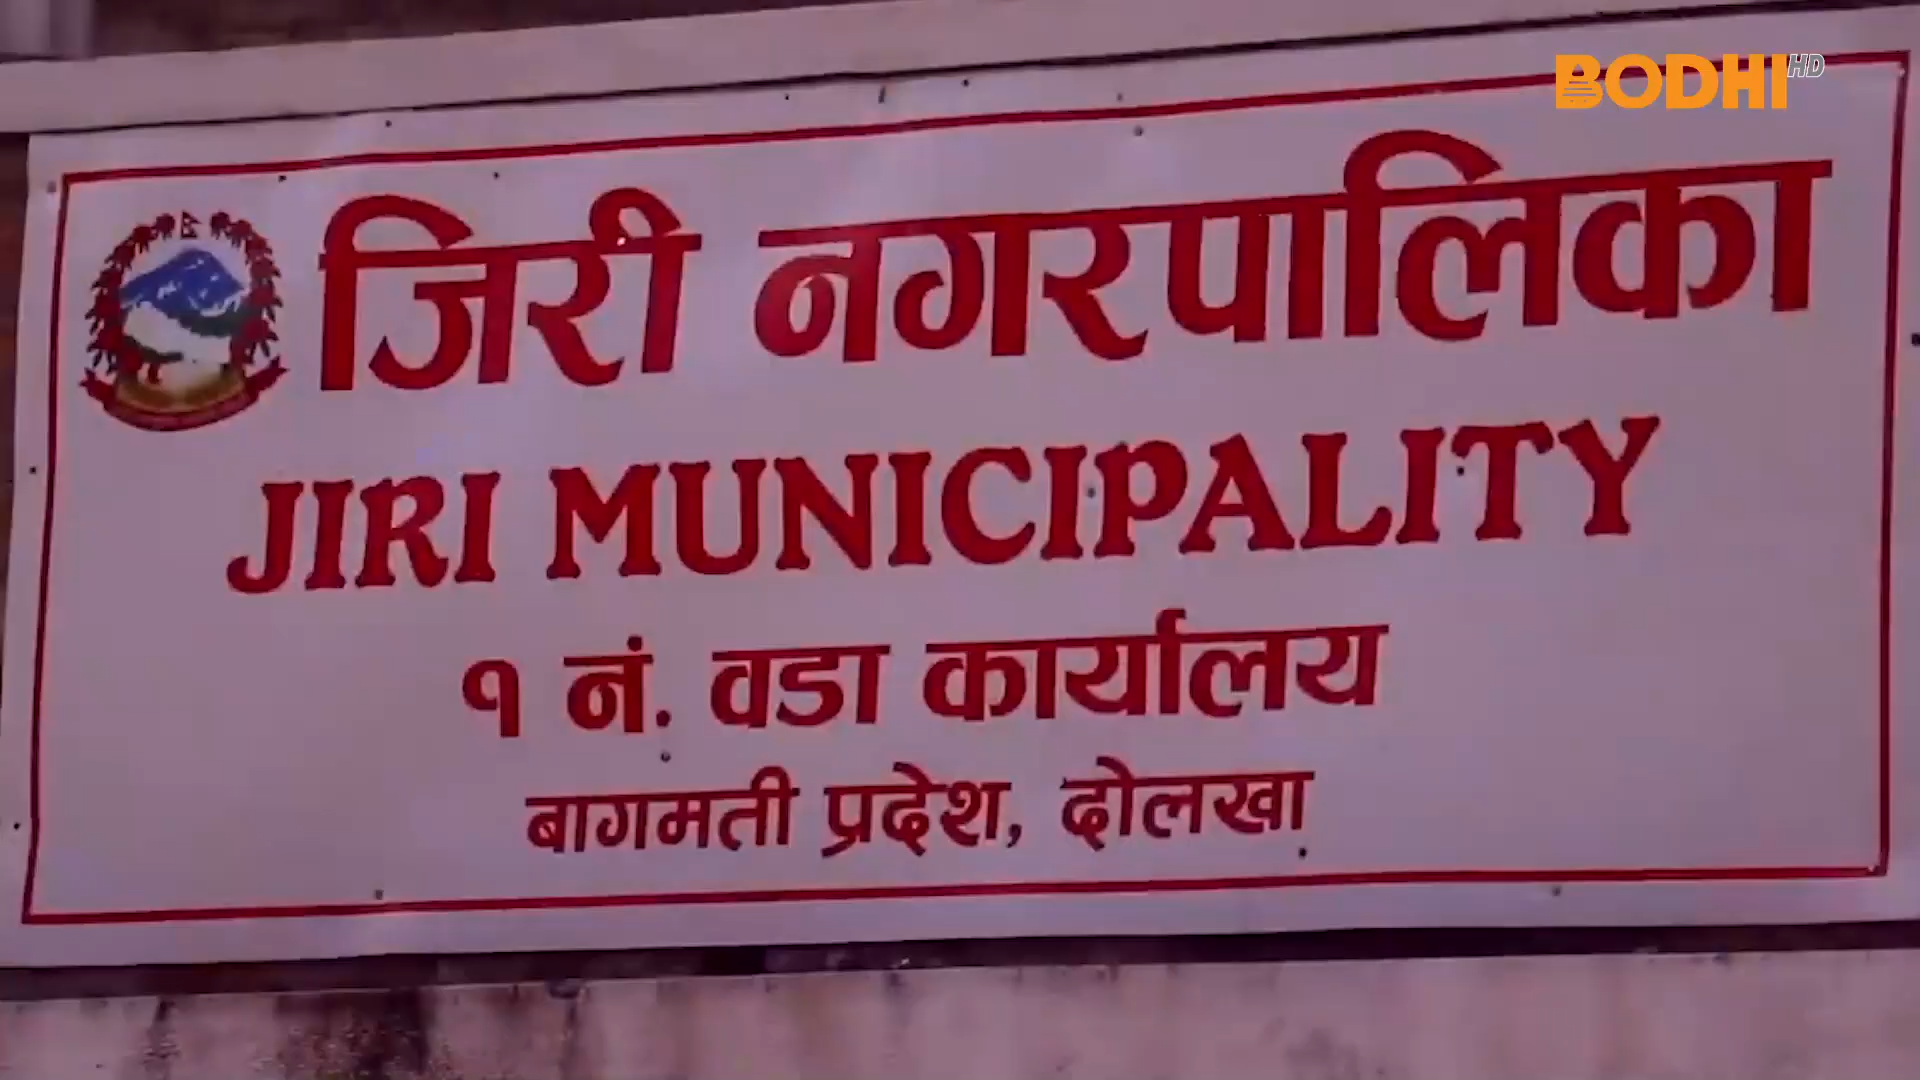 BODHI HD
जिरी नगरपालिका
JIRI MUNICIPALITY
१ नं. वडा कार्यालय
बागमती प्रदेश, दोलखा